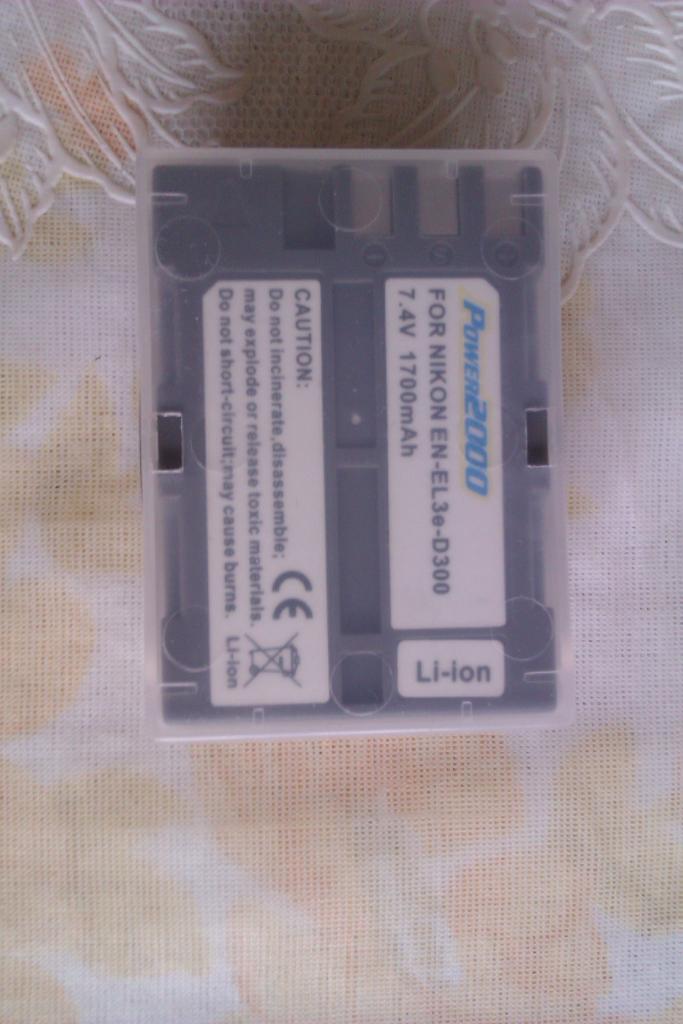 Power2000
FOR NIKON EN-EL3e-D300
7.4V 1700mAh
Li-ion
CAUTION:
Do not incinerate,disassemble;
may explode or release toxic materials.
Do not short-circuit;may cause burns.
CE
Li-ion